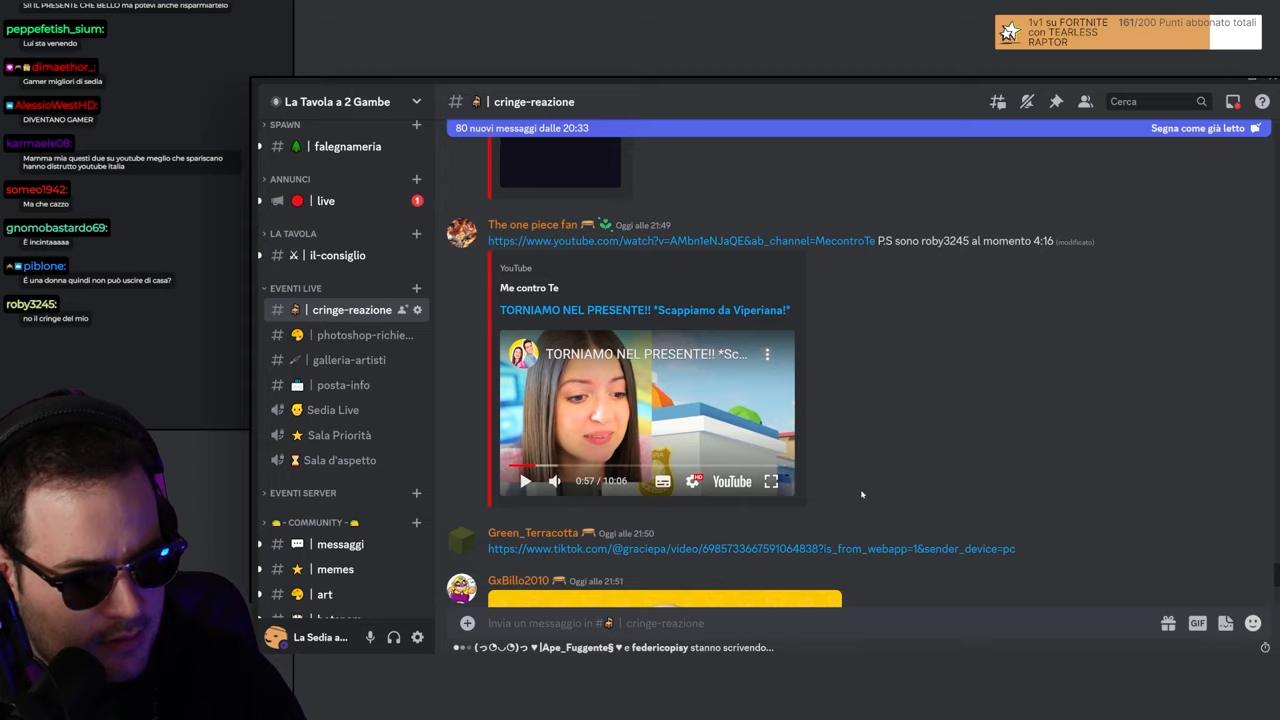 SII IL PRESENTE CHE BELLO ma potevi anche risparmiartelo
peppefetish_sium:
Luì sta venendo
dimaethor_:
Gamer migliori di sedia
AlessioWestHD:
DIVENTANO GAMER
karmaele08:
Mamma mia questi due su youtube meglio che spariscano
hanno distrutto youtube italia
someo1942:
Ma che cazzo
gnomobastardo69:
È incintaaaaa
piblone:
É una donna quindi non può uscire di casa?
roby3245:
no il cringe del mio
1v1 su FORTNITE
con TEARLESS
RAPTOR
161/200 Punti abbonato totali
La Tavola a 2 Gambe
SPAWN
falegnameria
ANNUNCI
live
1
LA TAVOLA
il-consiglio
EVENTI LIVE
cringe-reazione
photoshop-richie...
galleria-artisti
posta-info
Sedia Live
Sala Priorità
Sala d'aspetto
EVENTI SERVER
- COMMUNITY -
messaggi
memes
art
La Sedia a...
# | cringe-reazione
Cerca
80 nuovi messaggi dalle 20:33
Segna come già letto
The one piece fan Oggi alle 21:49
https://www.youtube.com/watch?v=AMbn1eNJaQE&ab_channel=MecontroTe P.S sono roby3245 al momento 4:16 (modificato)
YouTube
Me contro Te
TORNIAMO NEL PRESENTE!! *Scappiamo da Viperiana!*
TORNIAMO NEL PRESENTE!! *Sc...
0:57 / 10:06
HD
YouTube
Green_Terracotta Oggi alle 21:50
https://www.tiktok.com/@graciepa/video/6985733667591064838?is_from_webapp=1&sender_device=pc
GxBillo2010 Oggi alle 21:51
Invia un messaggio in # | cringe-reazione
GIF
(っ◔◡◔)っ ♥ |Ape_Fuggente§ ♥ e federicopisy stanno scrivendo...